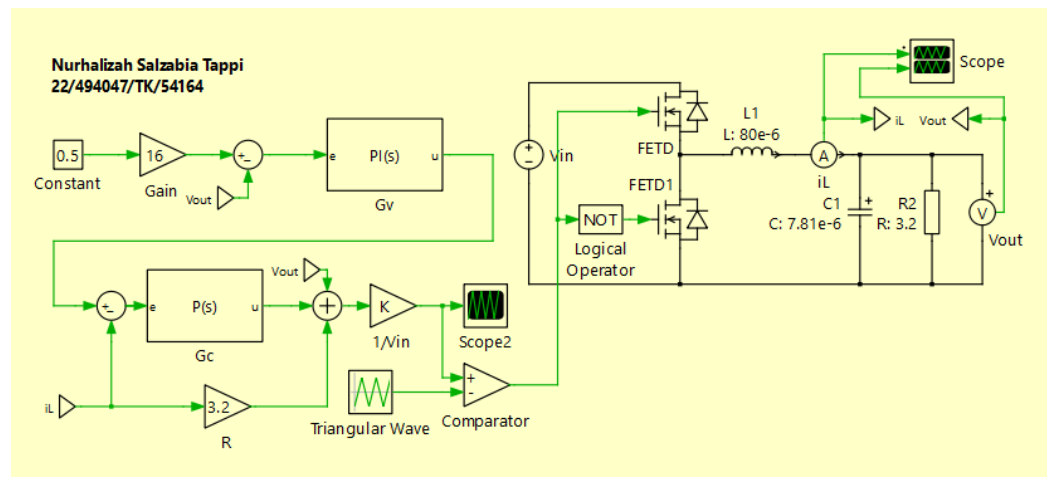 Nurhalizah Salzabia Tappi
22/494047/TK/54164
0.5
Constant
16
Gain
+
-
Vout
e
PI(s)
u
Gv
+
-
e
P(s)
u
Gc
Vout
+
K
1/Vin
Scope2
iL
3.2
R
Triangular Wave
+
-
Comparator
+
-
Vin
FETD
FETD1
NOT
Logical
Operator
L1
L: 80e-6
A
iL
iL
Vout
Scope
C1
C: 7.81e-6
+
R2
R: 3.2
+
V
Vout